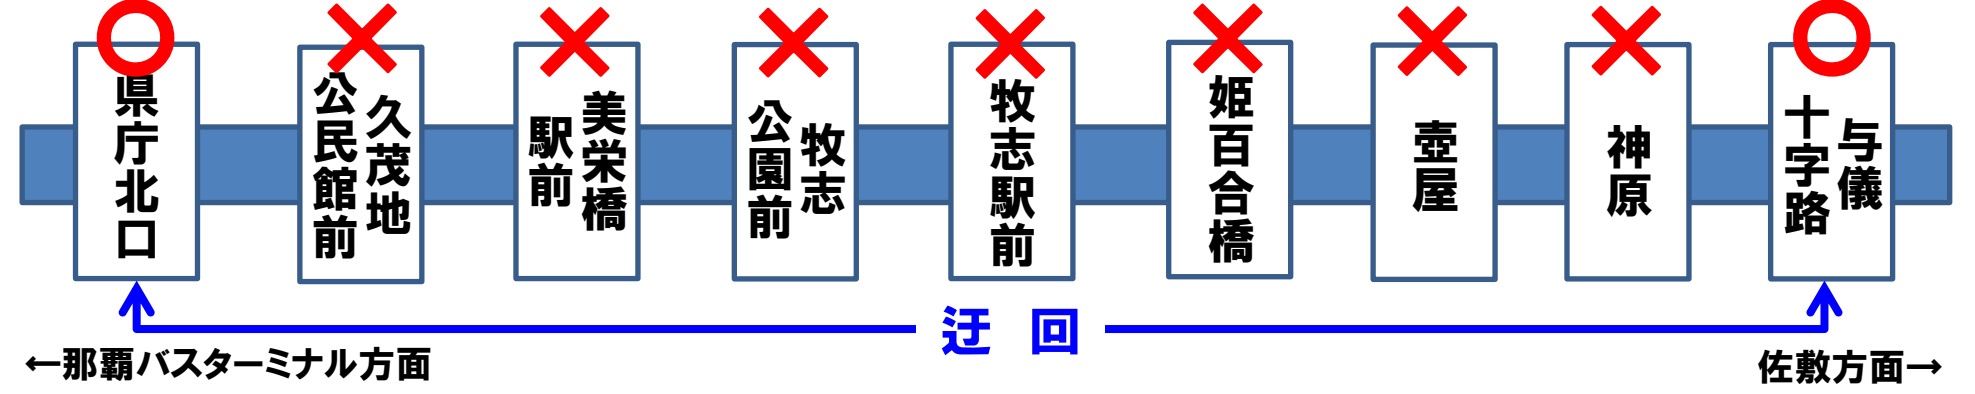 県庁北口
久茂地
公民館前
美栄橋
駅前
牧志
公園前
牧志駅前
姫百合橋
壺屋
神原
与儀
十字路
迂 回
←那覇バスターミナル方面
佐敷方面→